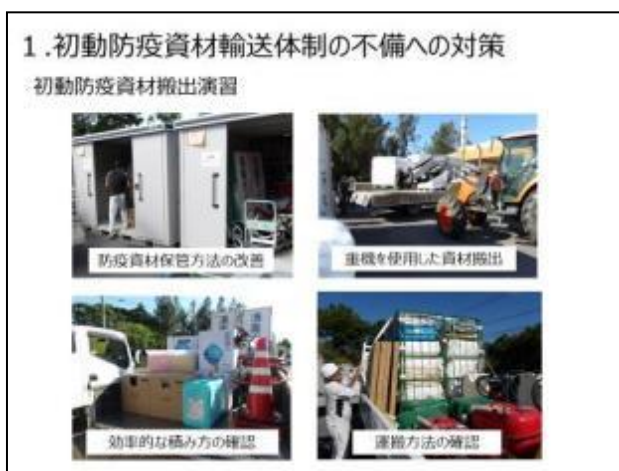 1.初動防疫資材輸送体制の不備への対策
初動防疫資材搬出演習
防疫資材保管方法の改善
重機を使用した資材搬出
効率的な積み方の確認
運搬方法の確認